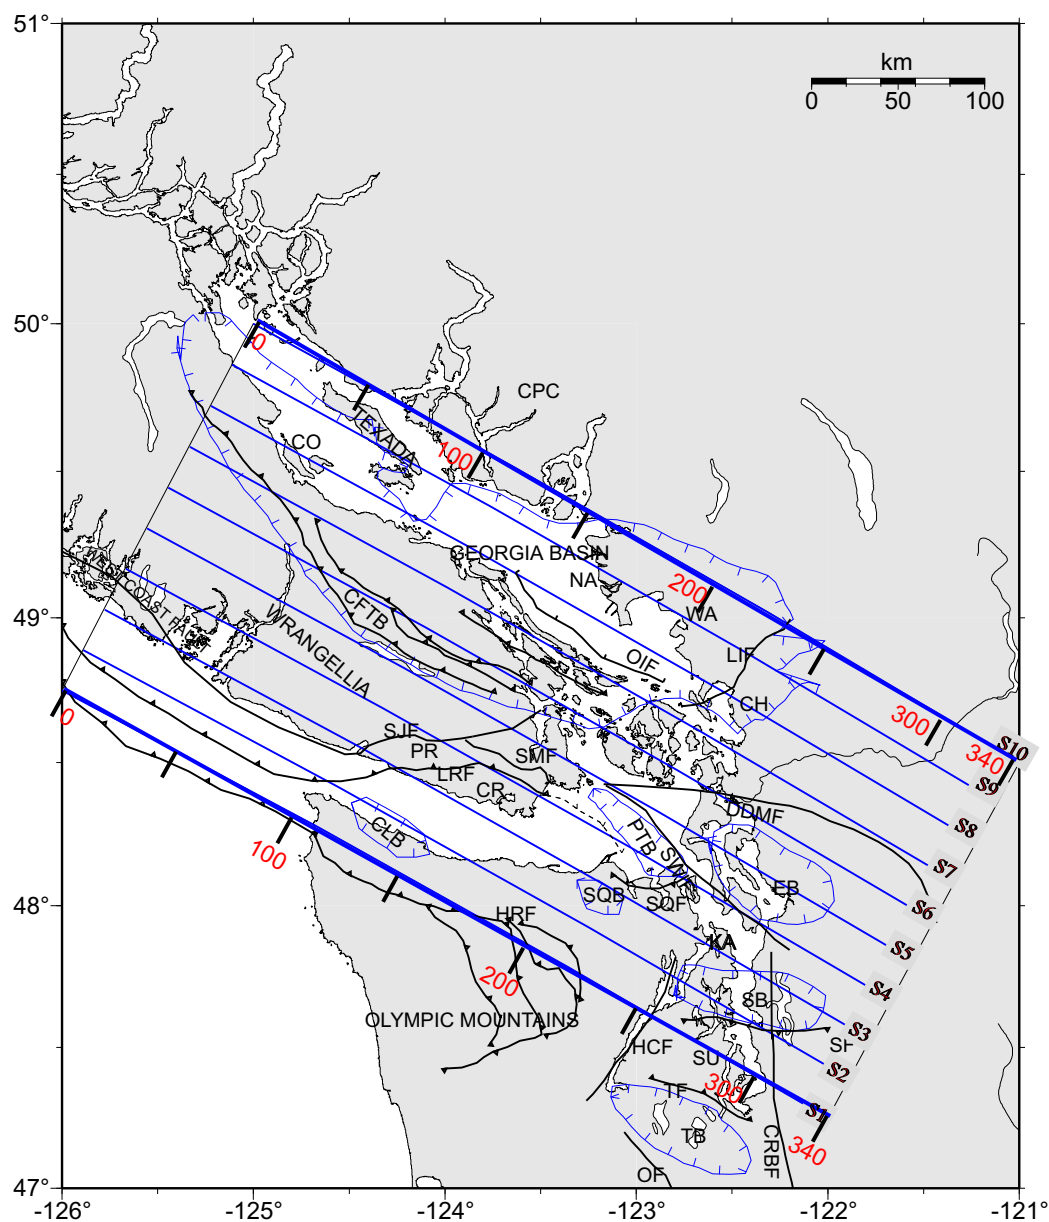 51°
km
0 50 100
50°
0
CPC
TEXADA
CO
100
GEORGIA BASIN
NA
200
WEST COAST
CFTB
WA
49°
WRANGELLIA
OIF
LIF
CH
0
300
S10
SJF
340
PR
SMF
LRF
S9
CR
DDMF
S8
CLB
PTB
100
SWF
S7
EB
SQB
SQF
S6
48°
HRF
KA
S5
200
S4
SB
OLYMPIC MOUNTAINS
S3
HCF
SU
S2
300
TF
S1
TB
340
CRBF
OF
47°
-126° -125° -124° -123° -122° -121°